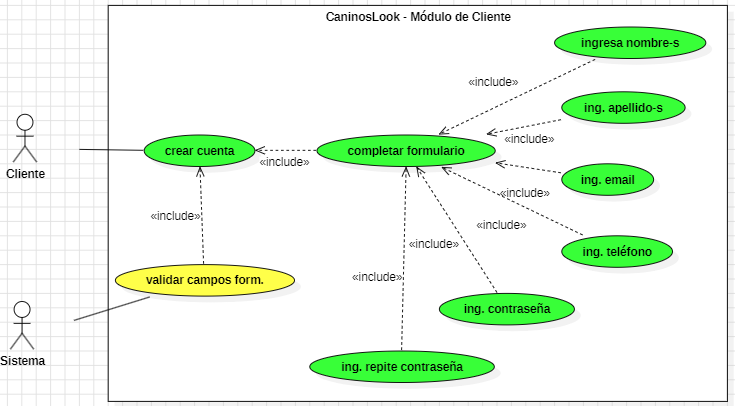 CaninosLook - Módulo de Cliente
ingresa nombre-s
«include»
ing. apellido-s
«include»
Cliente
crear cuenta
«include»
completar formulario
ing. email
«include»
«include»
«include»
«include»
ing. teléfono
validar campos form.
«include»
ing. contraseña
Sistema
ing. repite contraseña